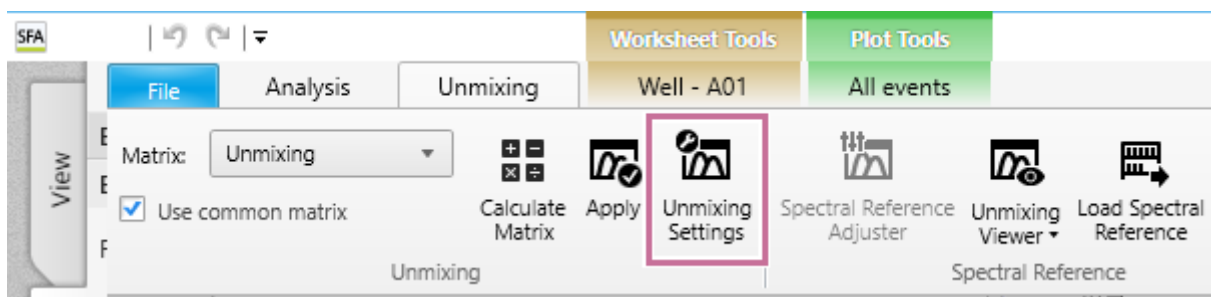 SFA
Worksheet Tools Plot Tools
File Analysis Unmixing Well - A01 All events
View
Matrix: Unmixing
Use common matrix
Calculate Matrix
Apply
Unmixing Settings
Spectral Reference Adjuster
Unmixing Viewer
Load Spectral Reference
Unmixing Spectral Reference